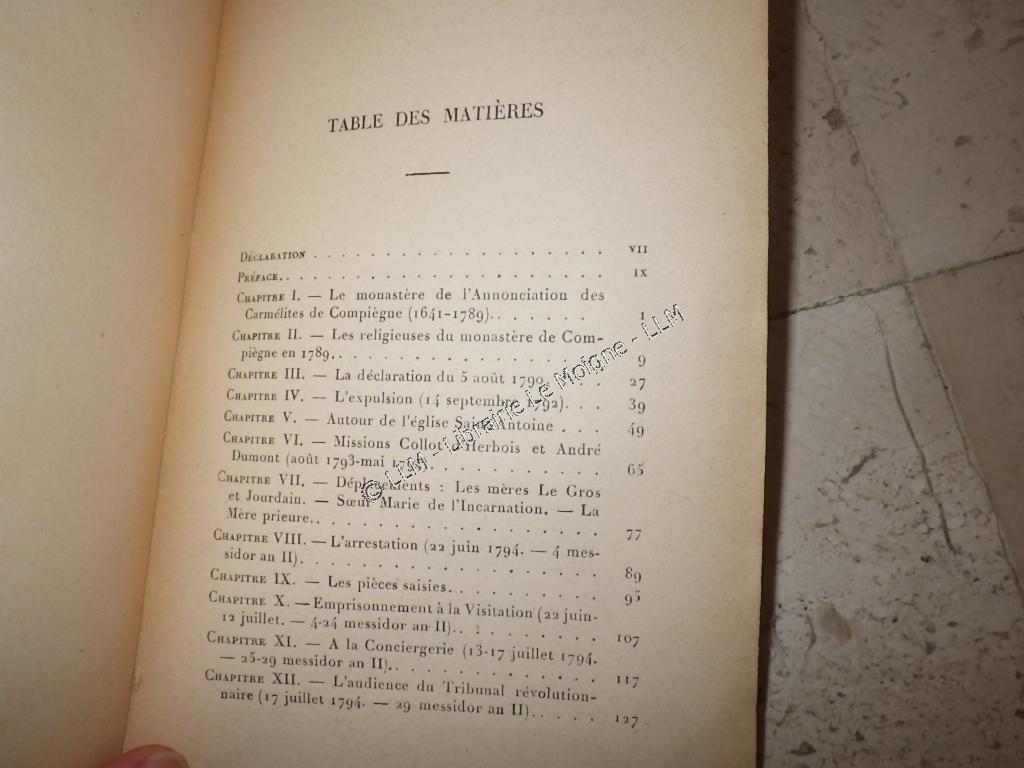 TABLE DES MATIÈRES
DÉCLARATION . . . . . . . . . . . . . . . . . . . VII
PRÉFACE. . . . . . . . . . . . . . . . . . . . . IX
CHAPITRE I. — Le monastère de l'Annonciation des
Carmélites de Compiègne (1641-1789). . . . . . . 1
CHAPITRE II. — Les religieuses du monastère de Com-
piègne en 1789. . . . . . . . . . . . . . . . . 9
CHAPITRE III. — La déclaration du 5 août 1790. . . . 27
CHAPITRE IV. — L'expulsion (14 septembre 1792). . . 39
CHAPITRE V. — Autour de l'église Saint-Antoine . . . 49
CHAPITRE VI. — Missions Collot d'Herbois et André
Dumont (août 1793-mai . . . . . . . . . . . 65
CHAPITRE VII. — Déplacements : Les mères Le Gros
et Jourdain. — Sœur Marie de l'Incarnation. — La
Mère prieure. . . . . . . . . . . . . . . . . . 77
CHAPITRE VIII. — L'arrestation (22 juin 1794. — 4 mes-
sidor an II). . . . . . . . . . . . . . . . . . 89
CHAPITRE IX. — Les pièces saisies. . . . . . . . . 95
CHAPITRE X. — Emprisonnement à la Visitation (22 juin-
12 juillet. — 4-24 messidor an II). . . . . . . . . 107
CHAPITRE XI. — A la Conciergerie (13-17 juillet 1794.
— 25-29 messidor an II). . . . . . . . . . . . . 117
CHAPITRE XII. — L'audience du Tribunal révolution-
naire (17 juillet 1794. — 29 messidor an II). . . . . 127
© LLM - Librairie Le Moigne - LLM